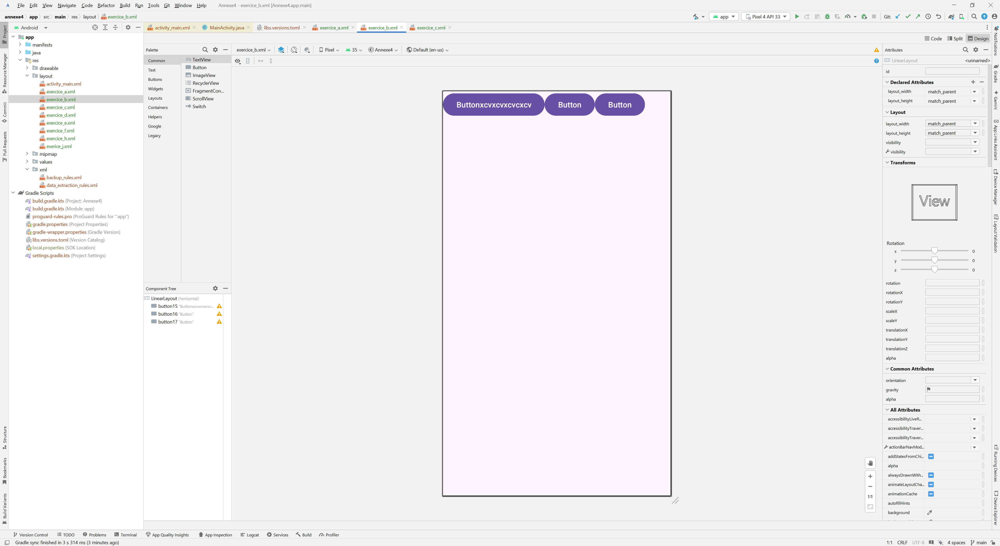 File Edit View Navigate Code Refactor Build Run Tools Git Window Help Annexe4 - exercice_b.xml [Annexe4.app.main]
annexe4 app src main res layout exercice_b.xml app Pixel 4 API 33 Git:
Android activity_main.xml MainActivity.java libs.versions.toml exercice_a.xml exercice_b.xml exercice_c.xml
Code Split Design
Project
Resource Manager
Commit
Pull Requests
Structure
Bookmarks
Build Variants
app
manifests
java
res
drawable
layout
activity_main.xml
exercice_a.xml
exercice_b.xml
exercice_c.xml
exercice_d.xml
exercice_e.xml
exercice_f.xml
exercice_h.xml
exerice_j.xml
mipmap
values
xml
backup_rules.xml
data_extraction_rules.xml
Gradle Scripts
build.gradle.kts (Project: Annexe4)
build.gradle.kts (Module :app)
proguard-rules.pro (ProGuard Rules for ":app")
gradle.properties (Project Properties)
gradle-wrapper.properties (Gradle Version)
libs.versions.toml (Version Catalog)
local.properties (SDK Location)
settings.gradle.kts (Project Settings)
Palette
Common
Text
Buttons
Widgets
Layouts
Containers
Helpers
Google
Legacy
Ab TextView
Button
ImageView
RecyclerView
FragmentCon...
ScrollView
Switch
Component Tree
LinearLayout (horizontal)
button15 "Buttonxcvxcvxcvc...
button16 "Button"
button17 "Button"
exercice_b.xml Pixel 35 Annexe4 Default (en-us)
Buttonxcvxcvxcvcxcv Button Button
1:1
Attributes
LinearLayout <unnamed>
id
Declared Attributes
layout_width match_parent
layout_height match_parent
Layout
layout_width match_parent
layout_height match_parent
visibility
visibility
Transforms
View
Rotation
x 0
y 0
z 0
rotation
rotationX
rotationY
scaleX
scaleY
translationX
translationY
translationZ
alpha
Common Attributes
orientation
gravity
alpha
All Attributes
accessibilityLiveR...
accessibilityTraver...
accessibilityTraver...
actionBarNavMod...
addStatesFromChi...
alpha
alwaysDrawnWith...
animateLayoutCha...
animationCache
autofillHints
background
Notifications
Gradle
Gemini
App Links Assistant
Device Manager
Layout Validation
Running Devices
Device Explorer
Version Control TODO Problems Terminal App Quality Insights App Inspection Logcat Services Build Profiler
Gradle sync finished in 3 s 314 ms (3 minutes ago) 1:1 CRLF UTF-8 4 spaces main